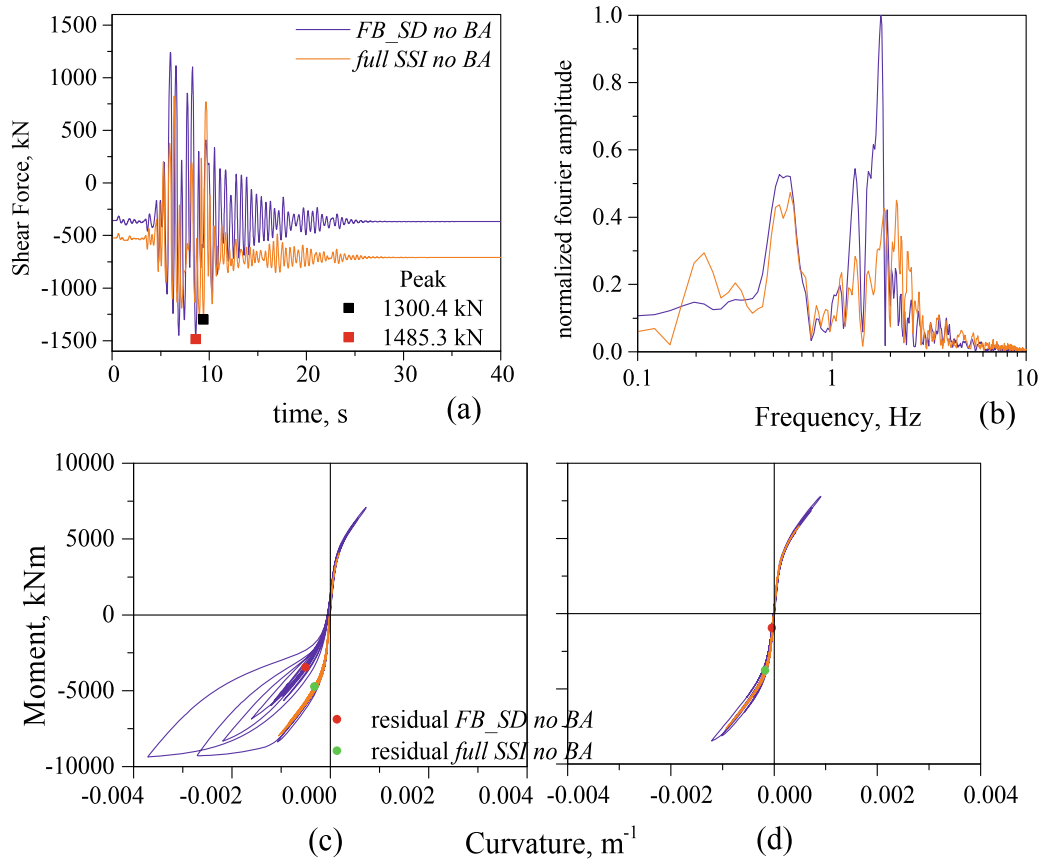 1500
1000
500
0
-500
-1000
-1500
Shear Force, kN
FB_SD no BA
full SSI no BA
Peak
1300.4 kN
1485.3 kN
0 10 20 30 40
time, s
(a)
1.0
0.8
0.6
0.4
0.2
0.0
normalized fourier amplitude
0.1 1 10
Frequency, Hz
(b)
10000
5000
0
-5000
-10000
Moment, kNm
residual FB_SD no BA
residual full SSI no BA
-0.004 -0.002 0.000 0.002 0.004
-0.004 -0.002 0.000 0.002 0.004
(c)
Curvature, m-1
(d)